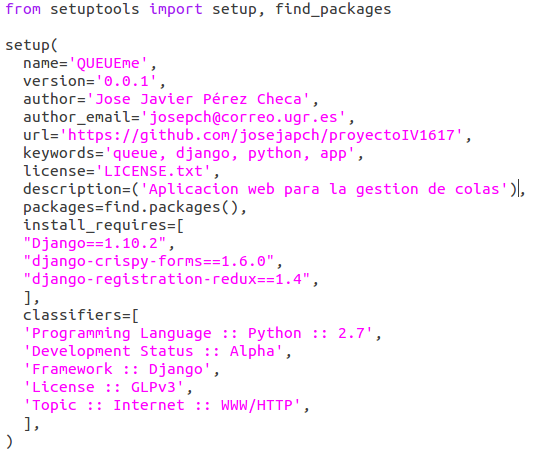 from setuptools import setup, find_packages

setup(
  name='QUEUEme',
  version='0.0.1',
  author='Jose Javier Pérez Checa',
  author_email='josepch@correo.ugr.es',
  url='https://github.com/josejapch/proyectoIV1617',
  keywords='queue, django, python, app',
  license='LICENSE.txt',
  description=('Aplicacion web para la gestion de colas'),
  packages=find.packages(),
  install_requires=[
  "Django==1.10.2",
  "django-crispy-forms==1.6.0",
  "django-registration-redux==1.4",
  ],
  classifiers=[
  'Programming Language :: Python :: 2.7',
  'Development Status :: Alpha',
  'Framework :: Django',
  'License :: GLPv3',
  'Topic :: Internet :: WWW/HTTP',
  ],
)